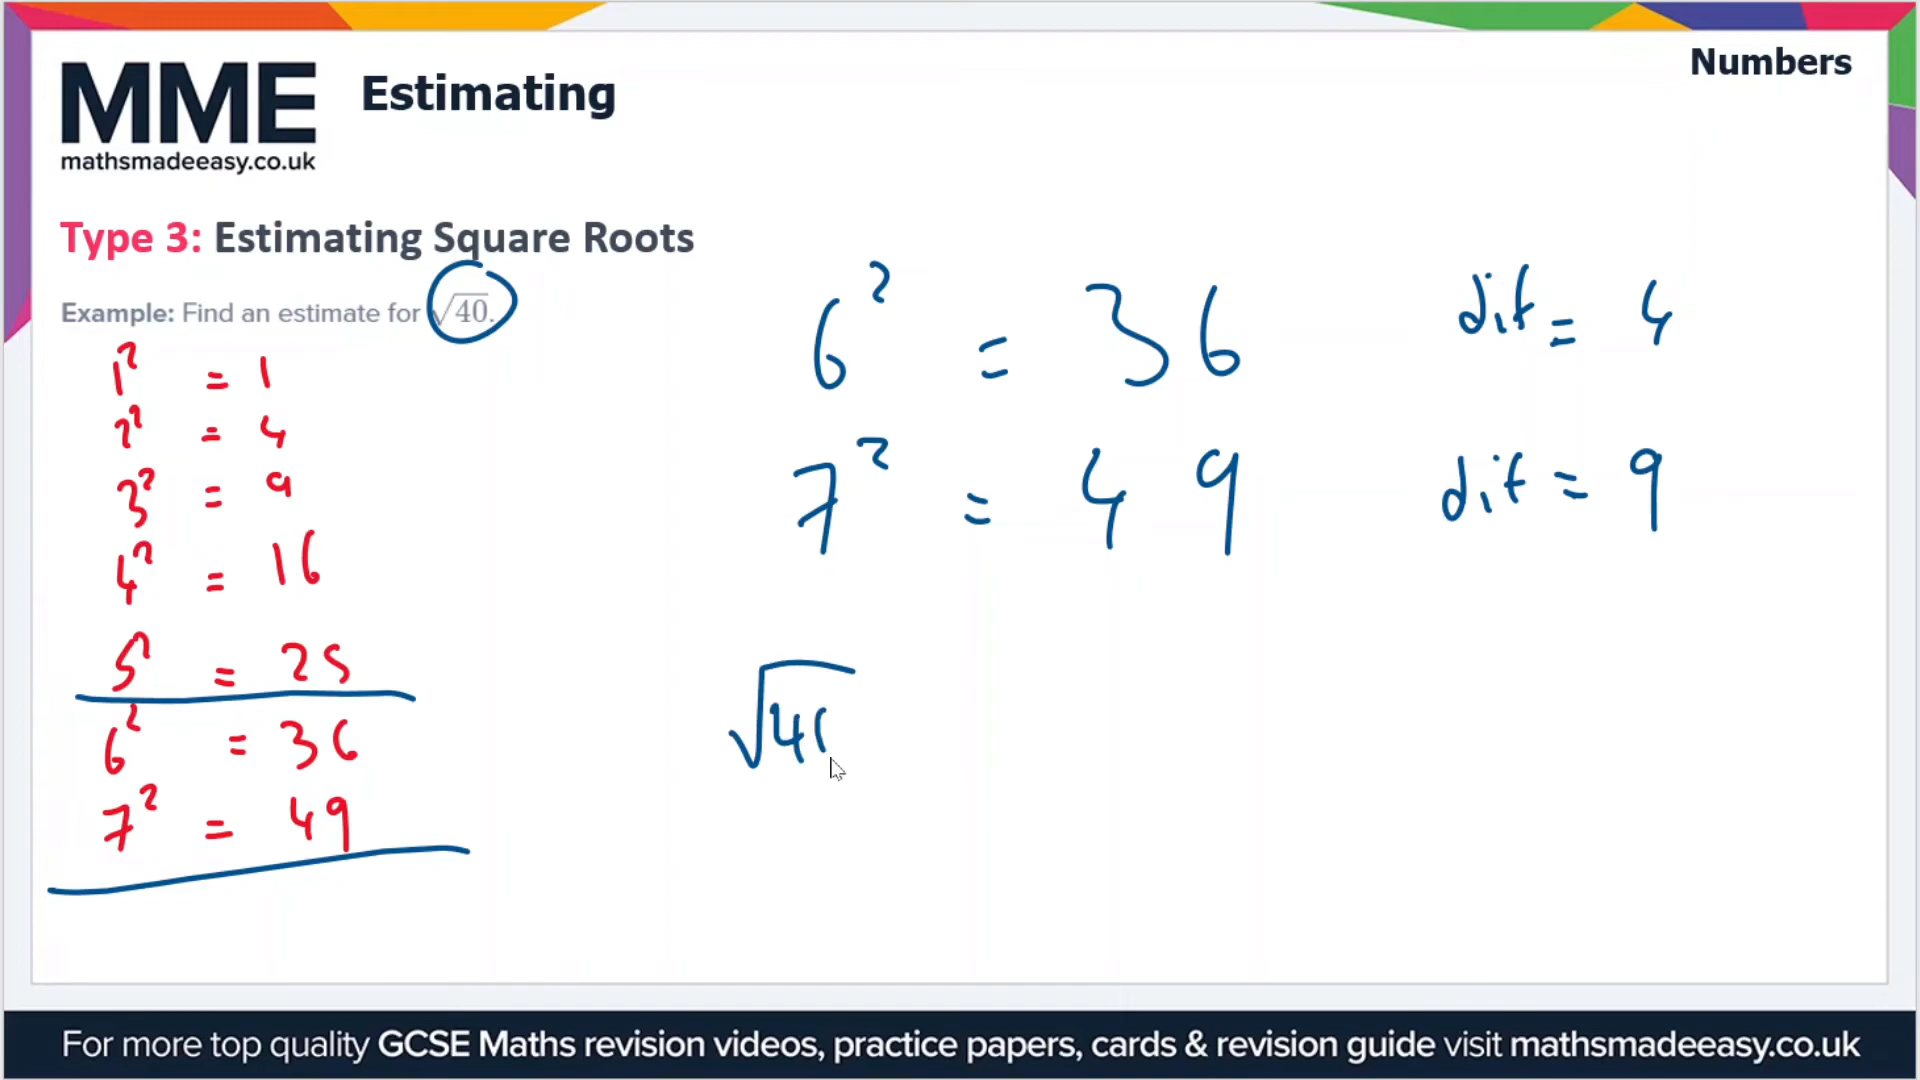 MME
mathsmadeeasy.co.uk
Estimating
Numbers
Type 3: Estimating Square Roots
Example: Find an estimate for √40.
1² = 1
2² = 4
3² = 9
4² = 16
5² = 25
6² = 36
7² = 49
6² = 36 dif = 4
7² = 49 dif = 9
√4
For more top quality GCSE Maths revision videos, practice papers, cards & revision guide visit mathsmadeeasy.co.uk